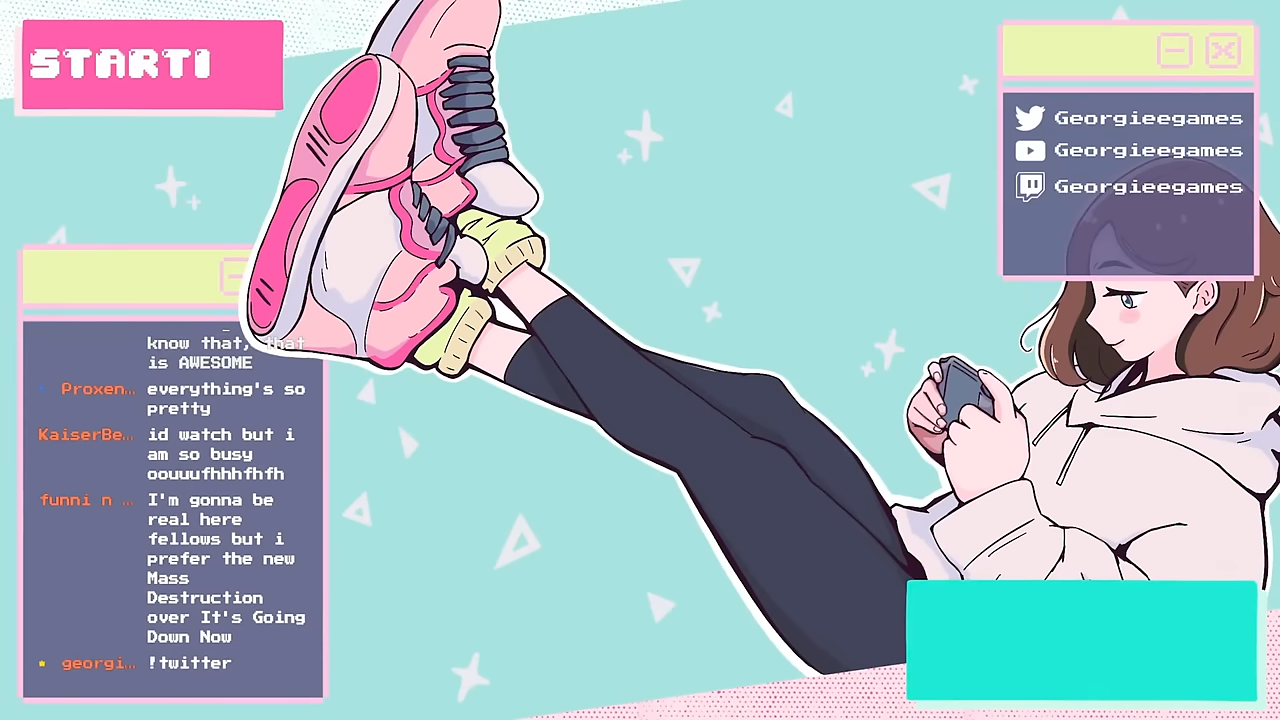 STARTI
Georgieegames
Georgieegames
Georgieegames
know that, that
is AWESOME
Proxen… everything's so
pretty
KaiserBe… id watch but i
am so busy
oouuufhhhfhfh
funni n … I'm gonna be
real here
fellows but i
prefer the new
Mass
Destruction
over It's Going
Down Now
georgi… !twitter